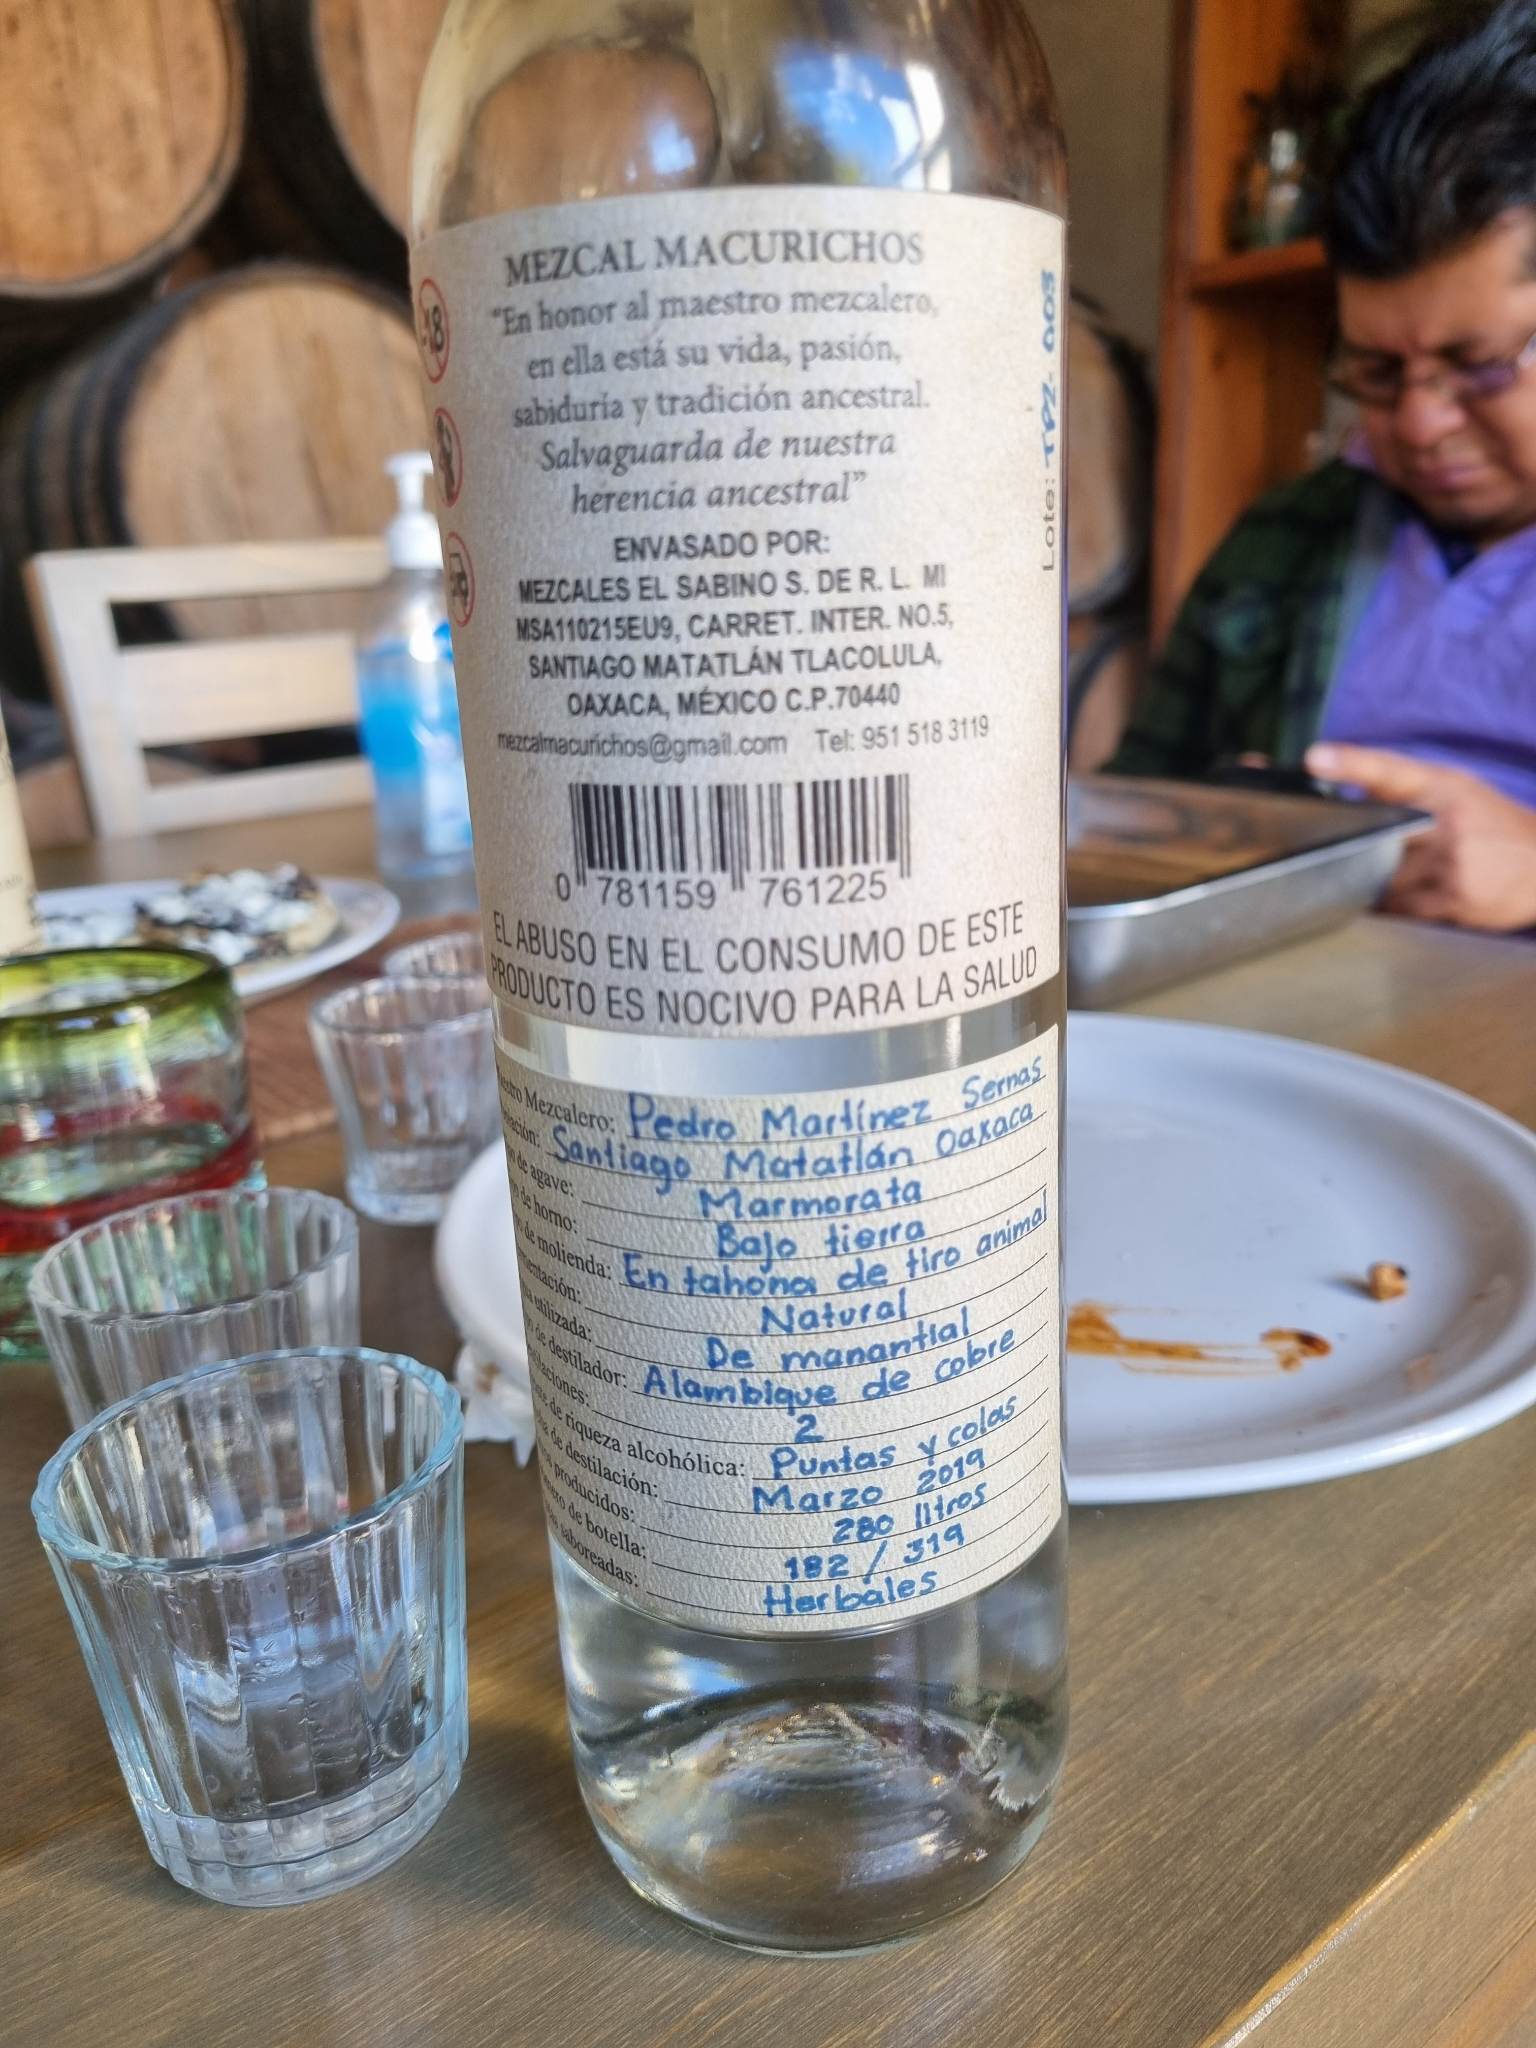 MEZCAL MACURICHOS
"En honor al maestro mezcalero,
en ella está su vida, pasión,
sabiduría y tradición ancestral.
Salvaguarda de nuestra
herencia ancestral"
ENVASADO POR:
MEZCALES EL SABINO S. DE R. L. MI
MSA110215EU9, CARRET. INTER. NO.5,
SANTIAGO MATATLÁN TLACOLULA,
OAXACA, MÉXICO C.P.70440
mezcalmacurichos@gmail.com Tel: 951 518 3119
0 781159 761225
EL ABUSO EN EL CONSUMO DE ESTE
PRODUCTO ES NOCIVO PARA LA SALUD
Lote:
18
Mezcalero: Pedro Martínez Sernas
Santiago Matatlán Oaxaca
de agave: Marmorata
de horno: Bajo tierra
de molienda: En tahona de tiro animal
Natural
utilizada: De manantial
de destilador: Alambique de cobre
2
de riqueza alcohólica: Puntas y colas
de destilación: Marzo 2019
producidos: 280 litros
de botella: 182 / 319
saboreadas: Herbales